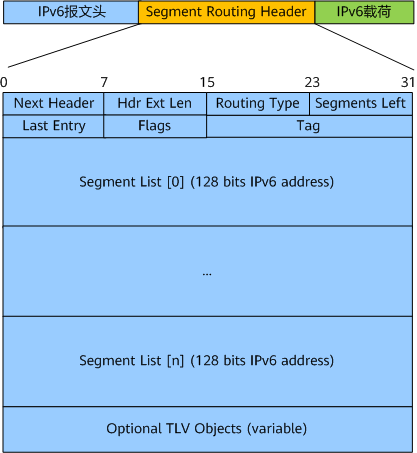 IPv6报文头 Segment Routing Header IPv6载荷
0 7 15 23 31
Next Header Hdr Ext Len Routing Type Segments Left
Last Entry Flags Tag
Segment List [0] (128 bits IPv6 address)
...
Segment List [n] (128 bits IPv6 address)
Optional TLV Objects (variable)